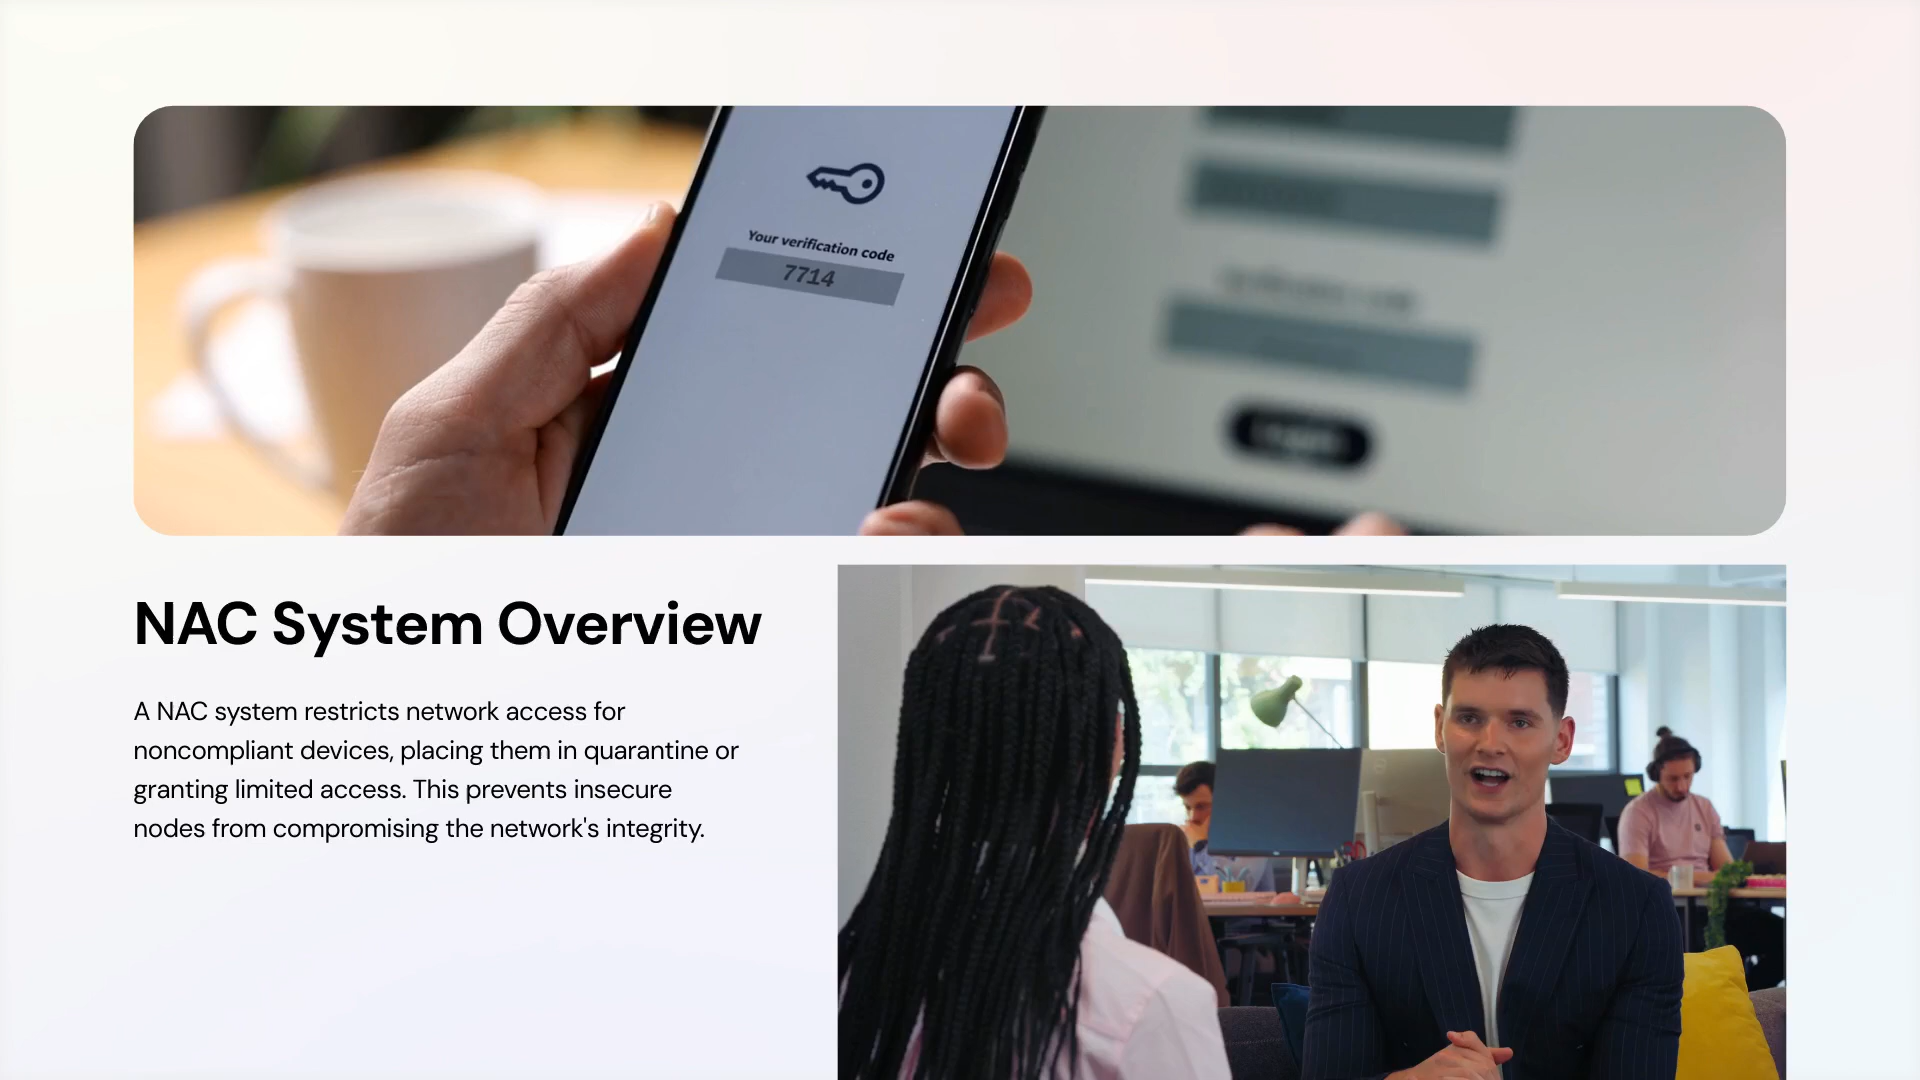 Your verification code
7714
NAC System Overview
A NAC system restricts network access for
noncompliant devices, placing them in quarantine or
granting limited access. This prevents insecure
nodes from compromising the network's integrity.